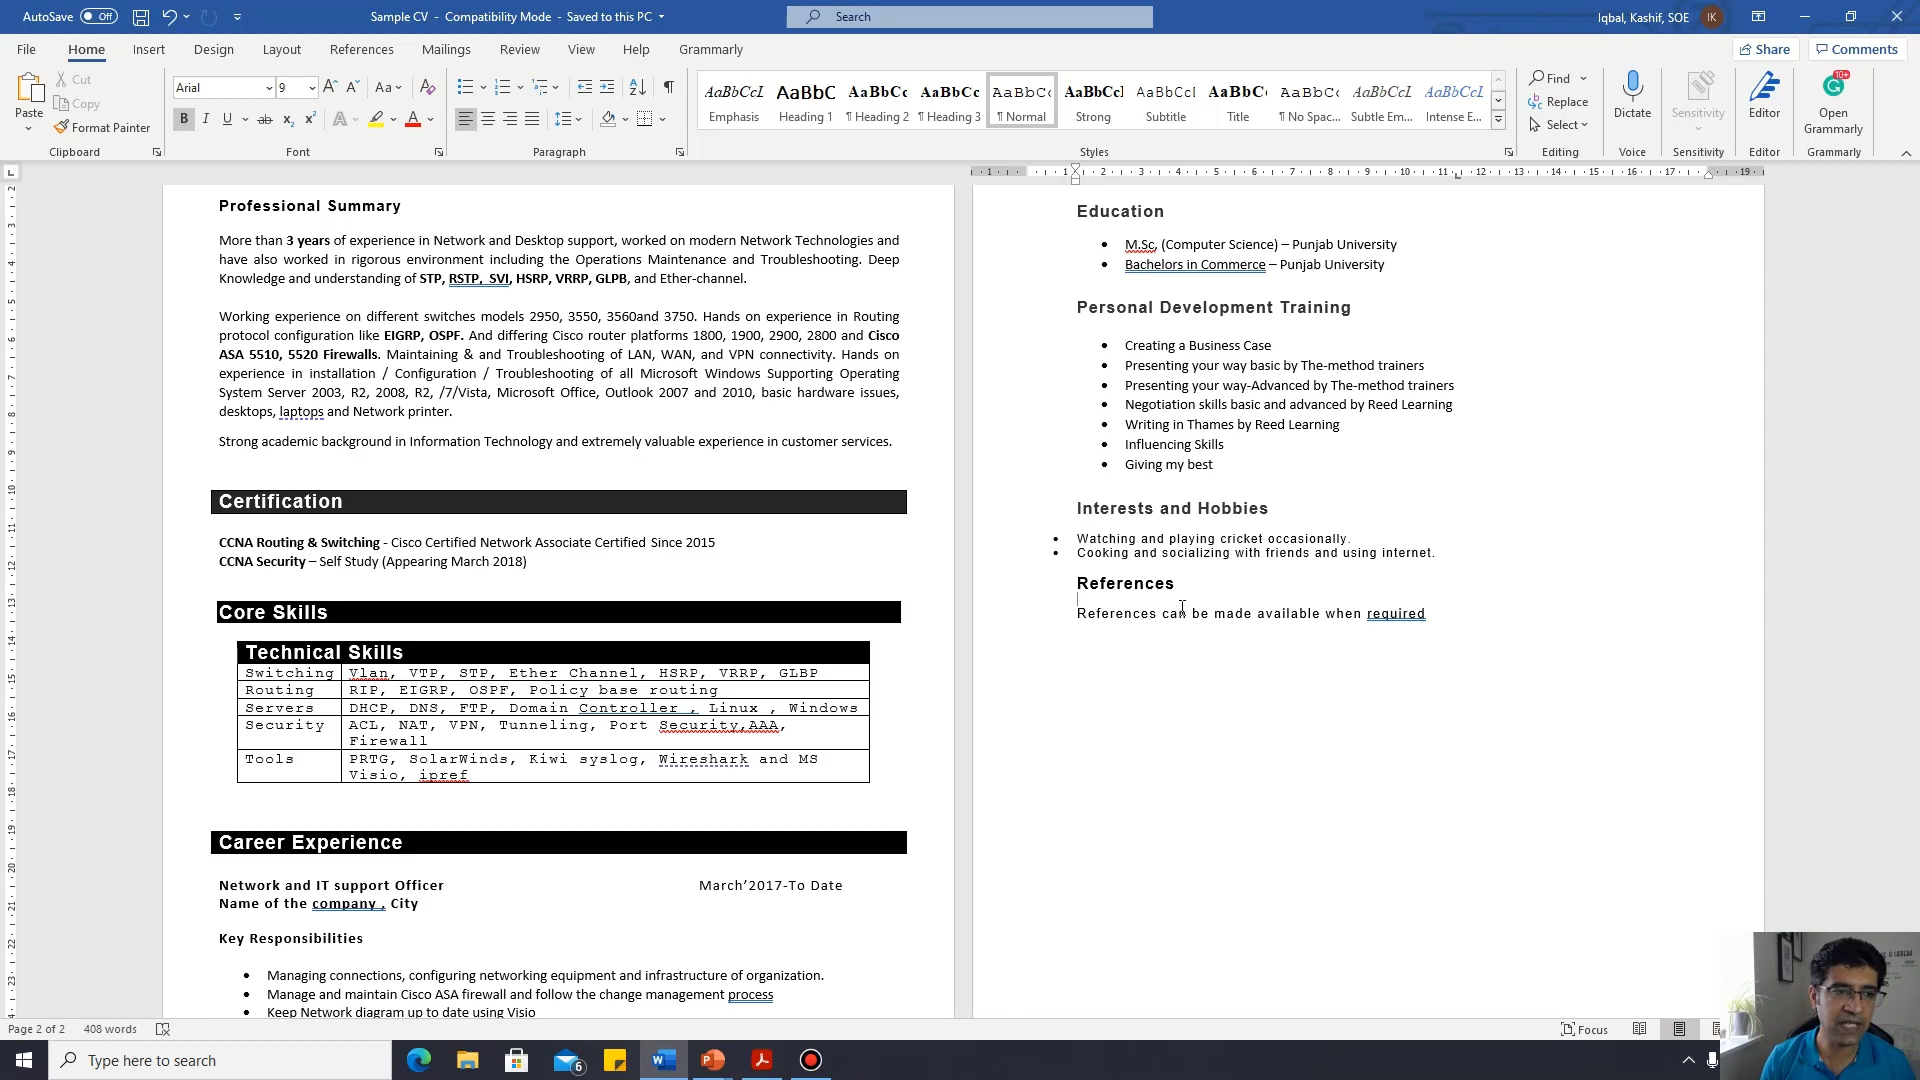 AutoSave Off
Sample CV - Compatibility Mode - Saved to this PC
Search
Iqbal, Kashif, SOE IK
File Home Insert Design Layout References Mailings Review View Help Grammarly
Share Comments
Paste
Cut
Copy
Format Painter
Clipboard
Arial 9
Font
Paragraph
AaBbCcL AaBbC AaBbCc AaBbCc AaBbCc AaBbCcI AaBbCcI AaBbC AaBbCc AaBbCcL AaBbCcL
Emphasis Heading 1 ¶ Heading 2 ¶ Heading 3 ¶ Normal Strong Subtitle Title ¶ No Spac... Subtle Em... Intense E...
Styles
Find
Replace
Select
Editing
Dictate
Voice
Sensitivity
Sensitivity
Editor
Editor
10+
Open
Grammarly
Grammarly
Professional Summary
More than 3 years of experience in Network and Desktop support, worked on modern Network Technologies and
have also worked in rigorous environment including the Operations Maintenance and Troubleshooting. Deep
Knowledge and understanding of STP, RSTP, SVI, HSRP, VRRP, GLPB, and Ether-channel.
Working experience on different switches models 2950, 3550, 3560and 3750. Hands on experience in Routing
protocol configuration like EIGRP, OSPF. And differing Cisco router platforms 1800, 1900, 2900, 2800 and Cisco
ASA 5510, 5520 Firewalls. Maintaining & and Troubleshooting of LAN, WAN, and VPN connectivity. Hands on
experience in installation / Configuration / Troubleshooting of all Microsoft Windows Supporting Operating
System Server 2003, R2, 2008, R2, /7/Vista, Microsoft Office, Outlook 2007 and 2010, basic hardware issues,
desktops, laptops and Network printer.
Strong academic background in Information Technology and extremely valuable experience in customer services.
Certification
CCNA Routing & Switching - Cisco Certified Network Associate Certified Since 2015
CCNA Security – Self Study (Appearing March 2018)
Core Skills
Technical Skills
Switching Vlan, VTP, STP, Ether Channel, HSRP, VRRP, GLBP
Routing RIP, EIGRP, OSPF, Policy base routing
Servers DHCP, DNS, FTP, Domain Controller , Linux , Windows
Security ACL, NAT, VPN, Tunneling, Port Security,AAA,
Firewall
Tools PRTG, SolarWinds, Kiwi syslog, Wireshark and MS
Visio, ipref
Career Experience
Network and IT support Officer March’2017-To Date
Name of the company , City
Key Responsibilities
• Managing connections, configuring networking equipment and infrastructure of organization.
• Manage and maintain Cisco ASA firewall and follow the change management process
• Keep Network diagram up to date using Visio
Education
• M.Sc, (Computer Science) – Punjab University
• Bachelors in Commerce – Punjab University
Personal Development Training
• Creating a Business Case
• Presenting your way basic by The-method trainers
• Presenting your way-Advanced by The-method trainers
• Negotiation skills basic and advanced by Reed Learning
• Writing in Thames by Reed Learning
• Influencing Skills
• Giving my best
Interests and Hobbies
• Watching and playing cricket occasionally.
• Cooking and socializing with friends and using internet.
References
References can be made available when required
Page 2 of 2 408 words
Focus
Type here to search
6